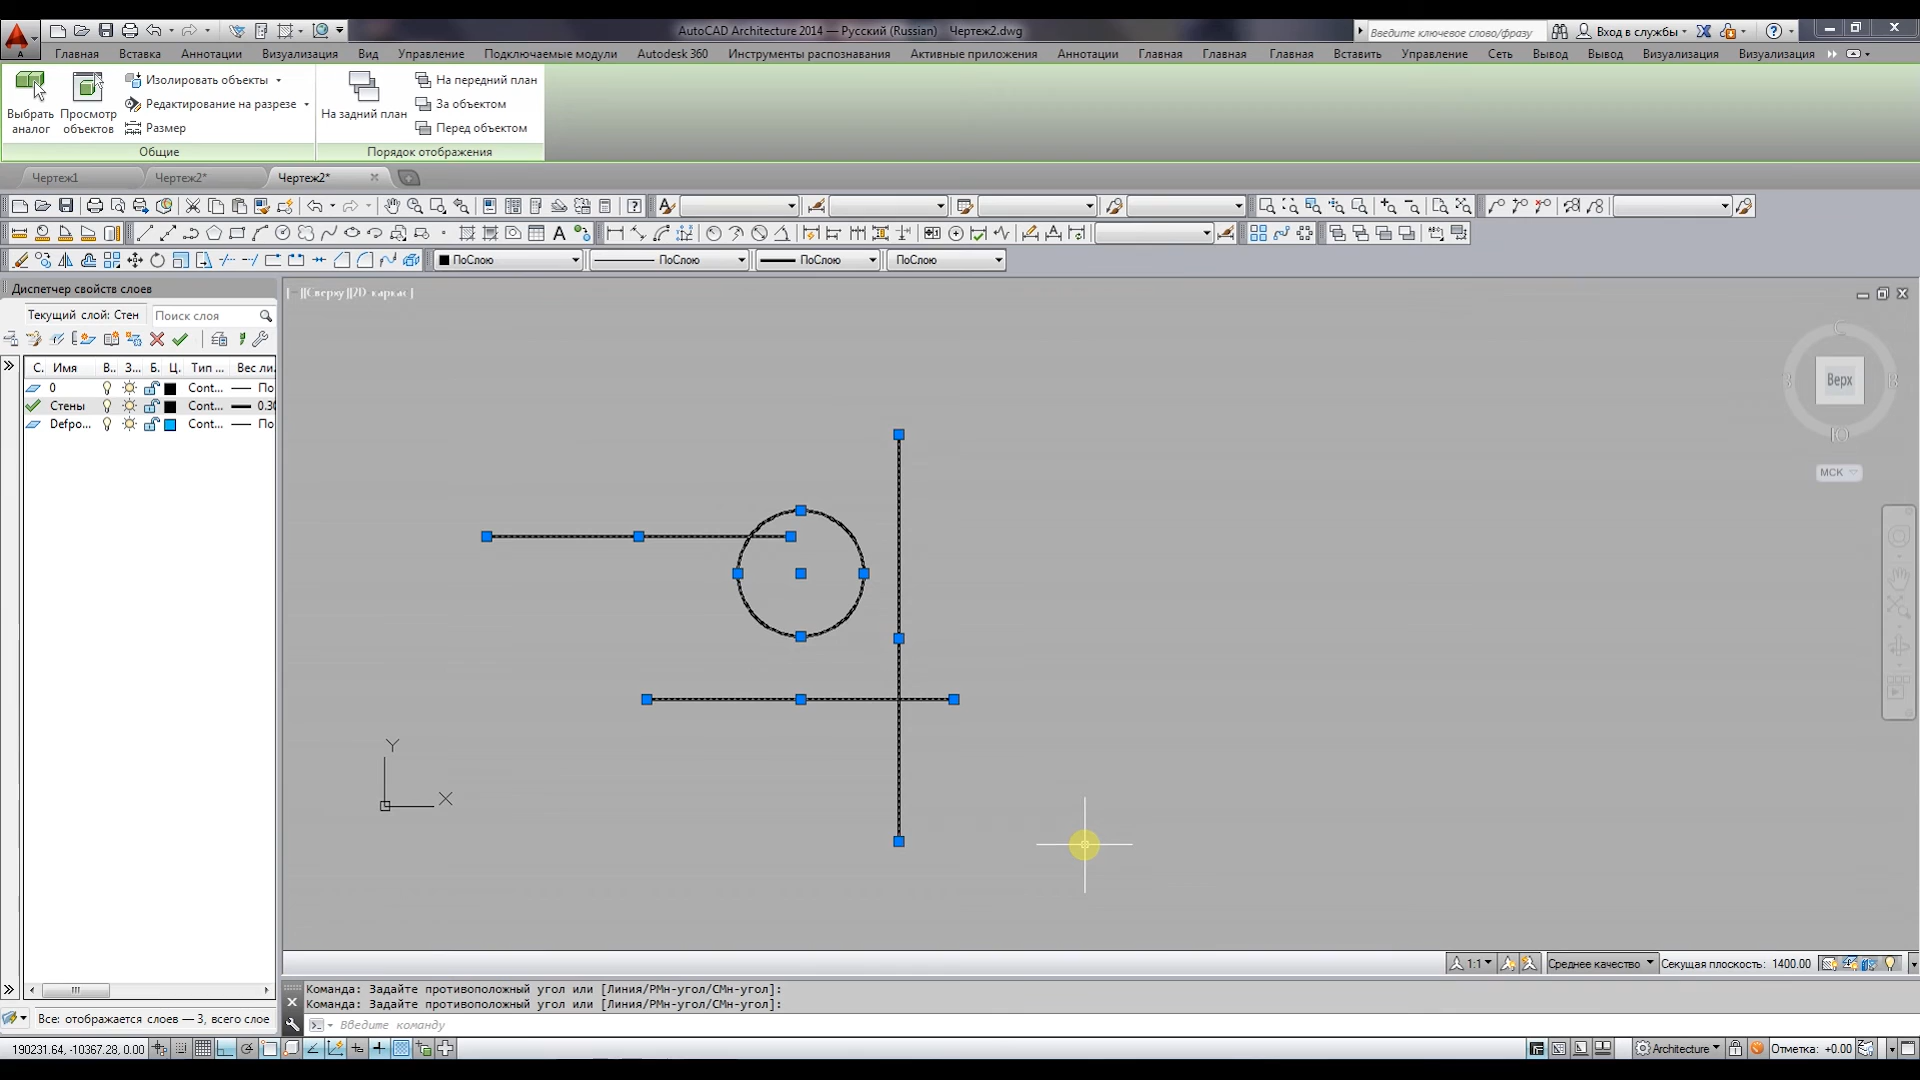 AutoCAD Architecture 2014 — Русский (Russian) Чертеж2.dwg
Введите ключевое слово/фразу
Вход в службы
Главная Вставка Аннотации Визуализация Вид Управление Подключаемые модули Autodesk 360 Инструменты распознавания Активные приложения Аннотации Главная Главная Главная Вставить Управление Сеть Вывод Вывод Визуализация Визуализация
Выбрать аналог
Просмотр объектов
Изолировать объекты
Редактирование на разрезе
Размер
Общие
На задний план
На передний план
За объектом
Перед объектом
Порядок отображения
Чертеж1 Чертеж2* Чертеж2*
ПоСлою ПоСлою ПоСлою ПоСлою
Диспетчер свойств слоев
Текущий слой: Стен
Поиск слоя
С. Имя В.. З... Б. Ц. Тип ... Вес ли.
0 Cont... По
Стены Cont... 0.30
Defpo... Cont... По
[−][Сверху][2D каркас]
С
З
Верх
В
Ю
МСК
Y
X
1:1 Среднее качество Секущая плоскость: 1400.00
Команда: Задайте противоположный угол или [Линия/РМн-угол/СМн-угол]:
Команда: Задайте противоположный угол или [Линия/РМн-угол/СМн-угол]:
Введите команду
Все: отображается слоев — 3, всего слое
190231.64, -10367.28, 0.00
Architecture
Отметка: +0.00